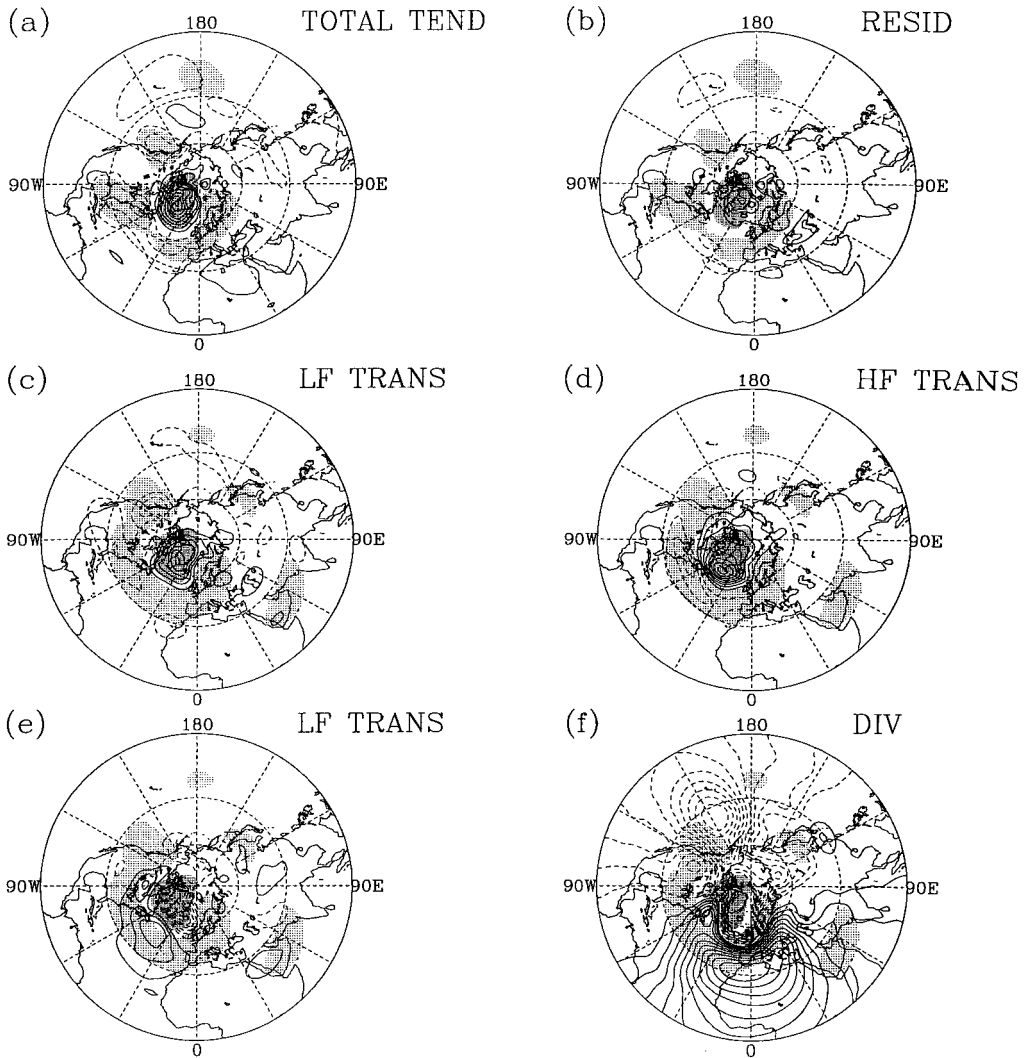 (a) TOTAL TEND
180
90W 90E
0
(b) RESID
180
90W 90E
0
(c) LF TRANS
180
90W 90E
0
(d) HF TRANS
180
90W 90E
0
(e) LF TRANS
180
90W 90E
0
(f) DIV
180
90W 90E
0